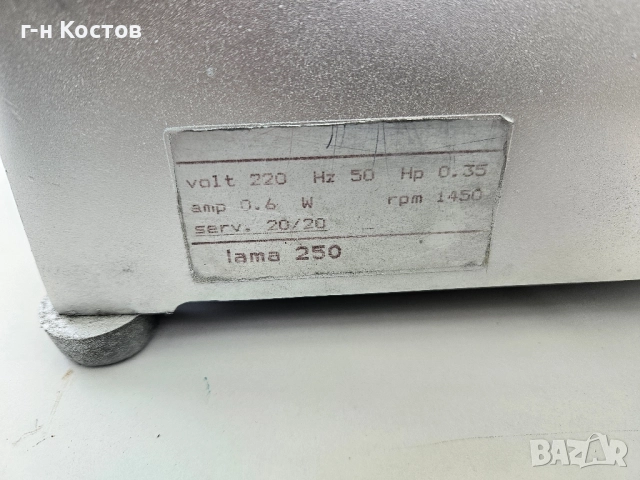 г-н Костов
volt 220 Hz 50 Hp 0.35
amp 0.6 W rpm 1450
serv. 20/20
lama 250
BAZAR